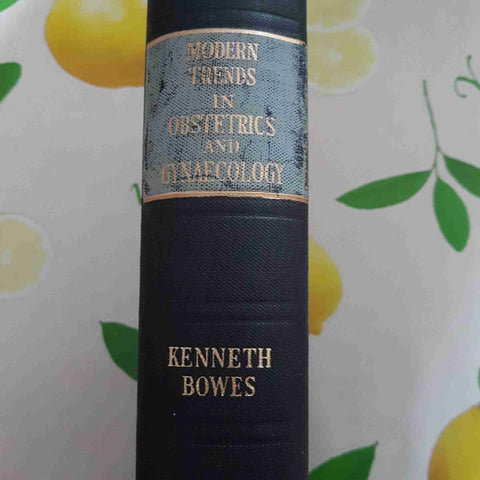 MODERN
TRENDS
IN
OBSTETRICS
AND
GYNAECOLOGY
KENNETH
BOWES